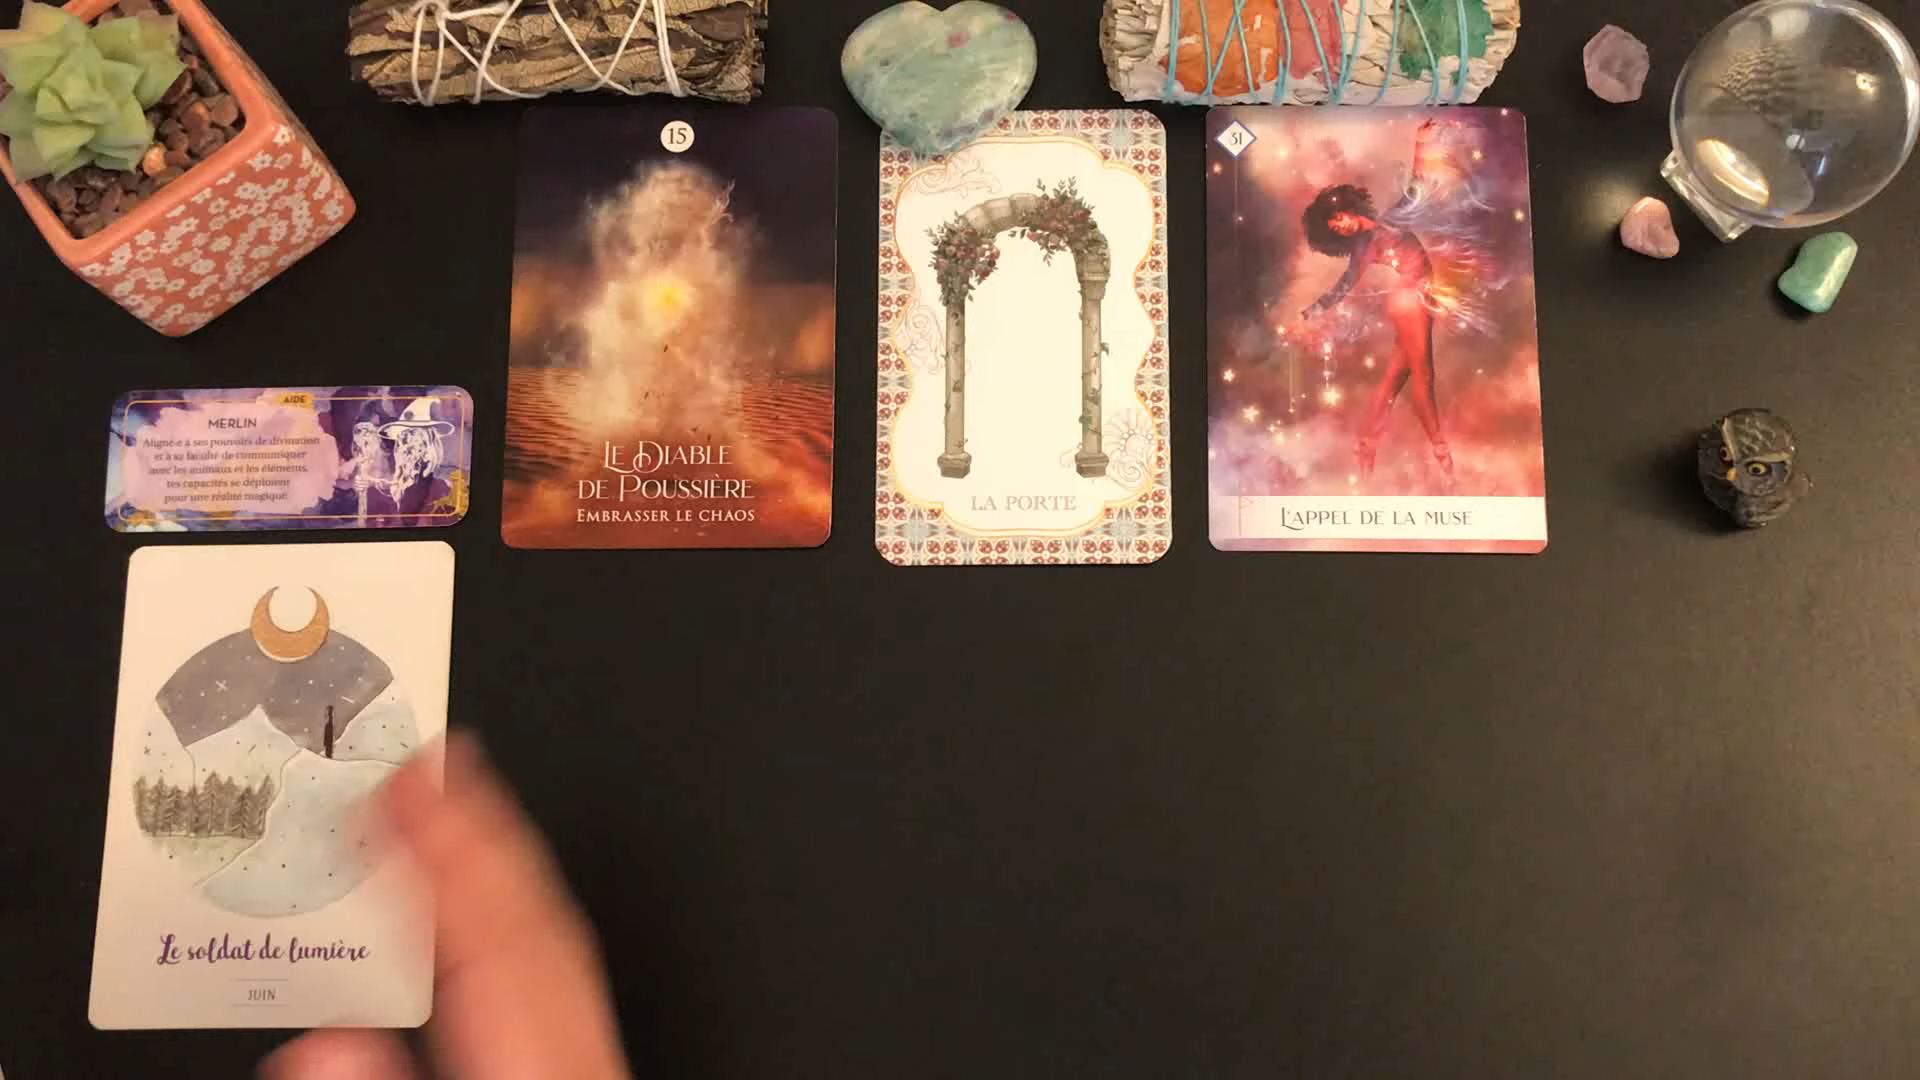 AIDE
MERLIN
Aligné·e à ses pouvoirs de divination
et à sa faculté de communiquer
avec les animaux et les éléments,
tes capacités se déploient
pour une réalité magique.
15
LE DIABLE
DE POUSSIÈRE
EMBRASSER LE CHAOS
LA PORTE
31
L'APPEL DE LA MUSE
Le soldat de lumière
JUIN